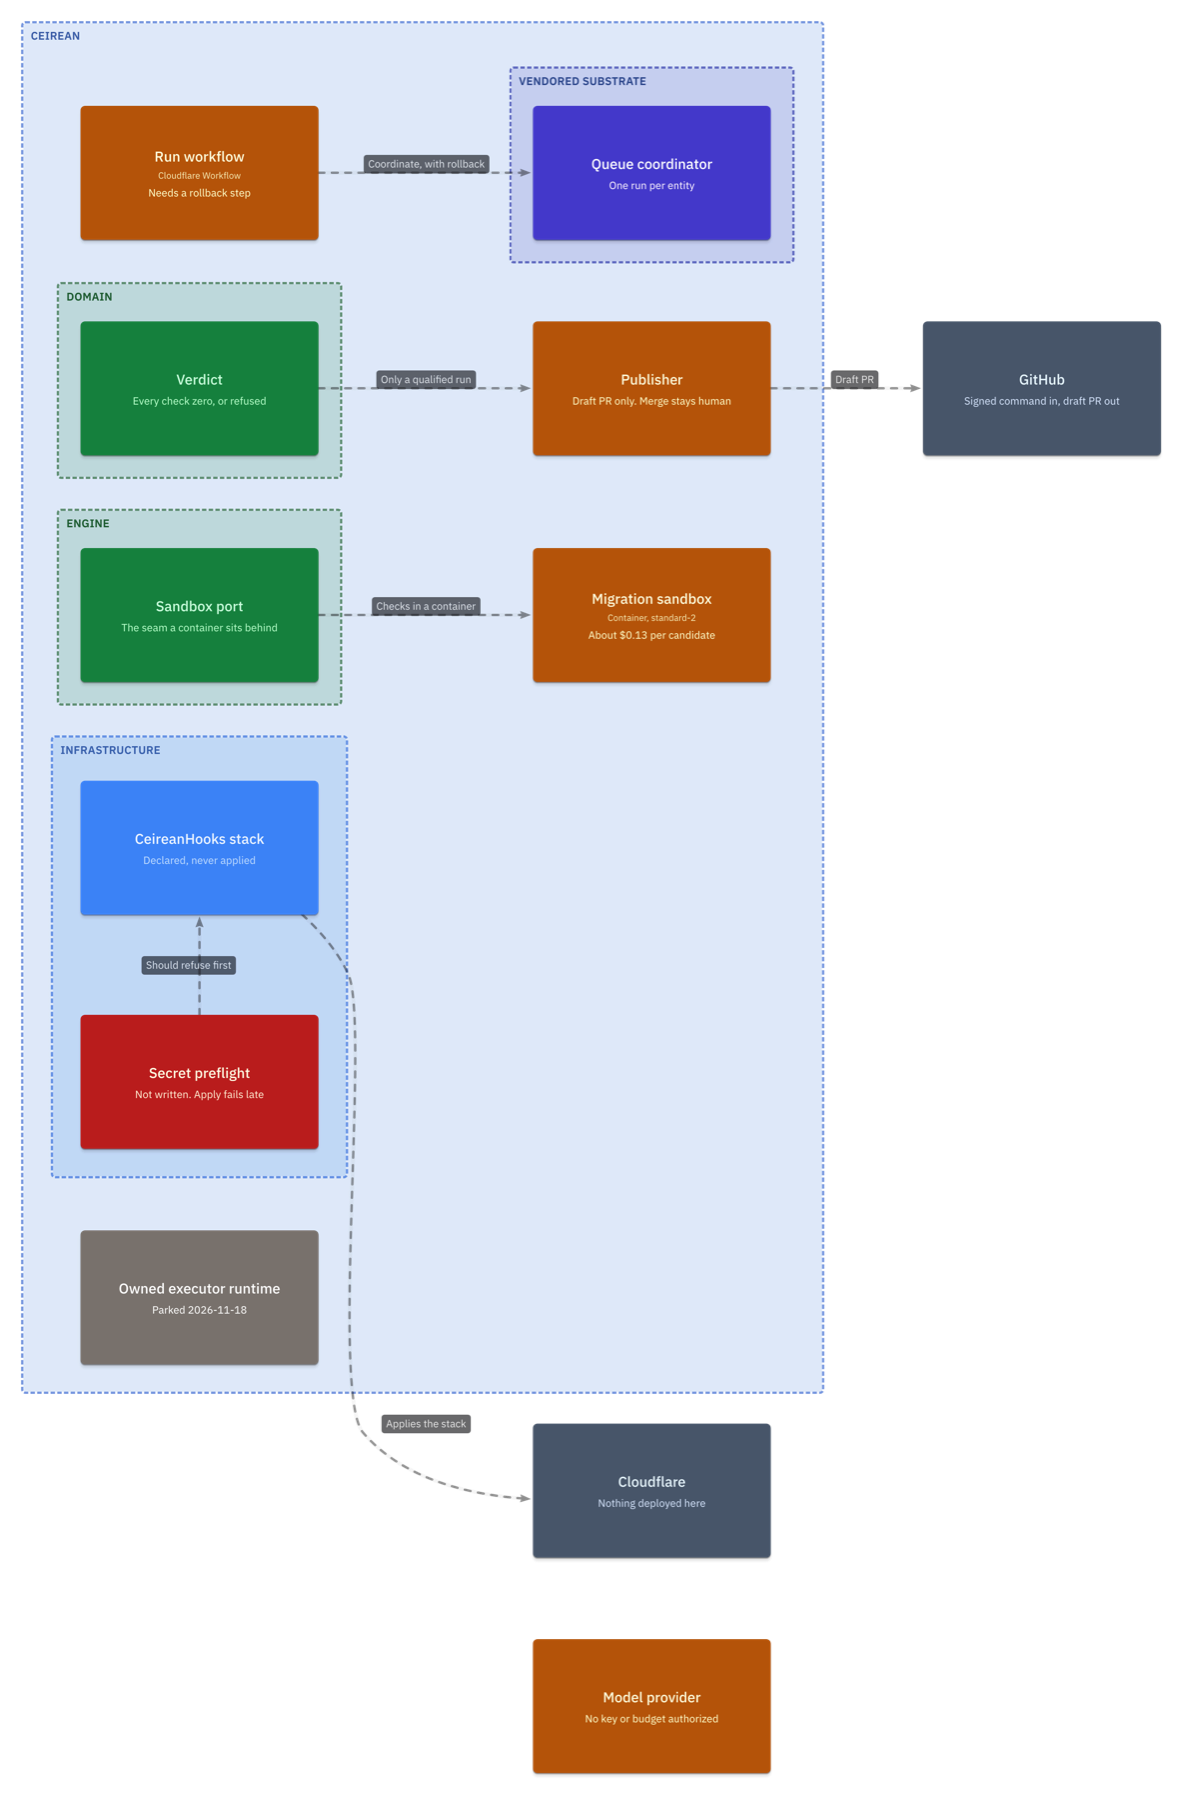 CEIREAN
VENDORED SUBSTRATE
Run workflow
Cloudflare Workflow
Needs a rollback step
Coordinate, with rollback
Queue coordinator
One run per entity
DOMAIN
Verdict
Every check zero, or refused
Only a qualified run
Publisher
Draft PR only. Merge stays human
Draft PR
GitHub
Signed command in, draft PR out
ENGINE
Sandbox port
The seam a container sits behind
Checks in a container
Migration sandbox
Container, standard-2
About $0.13 per candidate
INFRASTRUCTURE
CeireanHooks stack
Declared, never applied
Should refuse first
Secret preflight
Not written. Apply fails late
Owned executor runtime
Parked 2026-11-18
Applies the stack
Cloudflare
Nothing deployed here
Model provider
No key or budget authorized